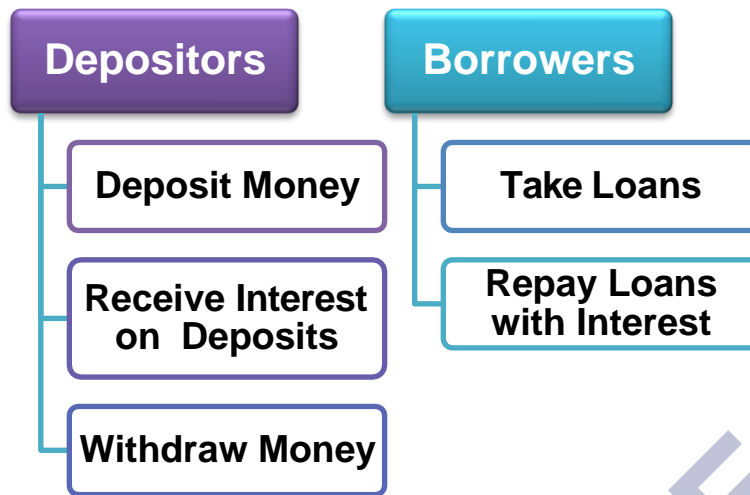 Depositors
Deposit Money
Receive Interest
on Deposits
Withdraw Money
Borrowers
Take Loans
Repay Loans
with Interest